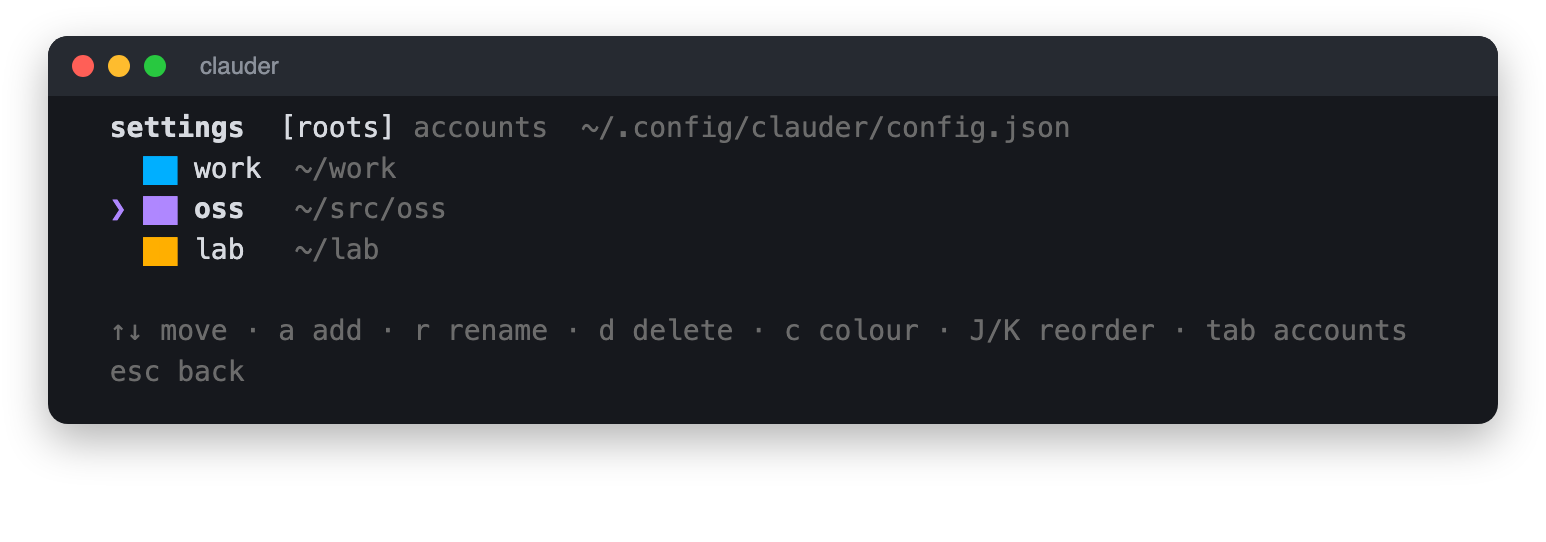 clauder
settings  [roots] accounts  ~/.config/clauder/config.json
work  ~/work
❯ oss   ~/src/oss
lab   ~/lab
↑↓ move · a add · r rename · d delete · c colour · J/K reorder · tab accounts
esc back